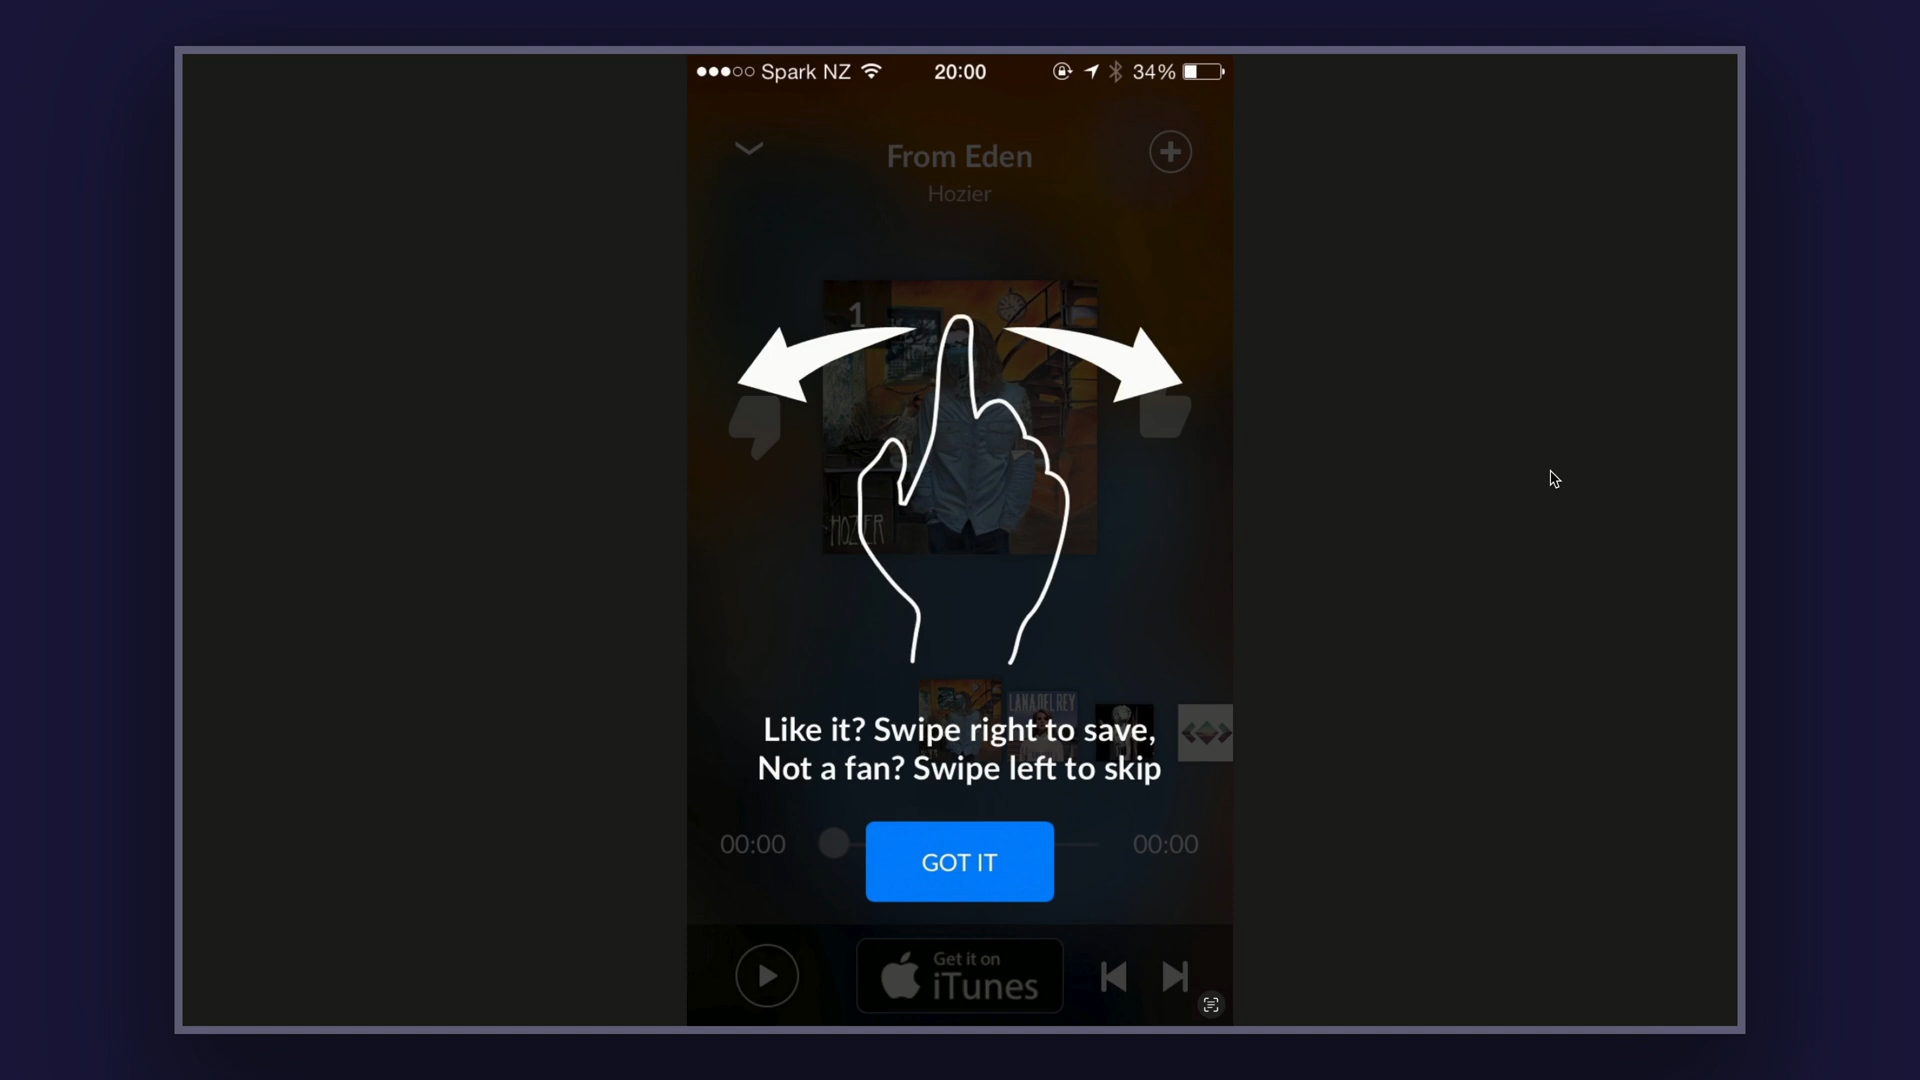 Spark NZ 20:00 34%
From Eden
Hozier
1
HOZIER
LANA DEL REY
Like it? Swipe right to save,
Not a fan? Swipe left to skip
00:00 00:00
GOT IT
Get it on
iTunes